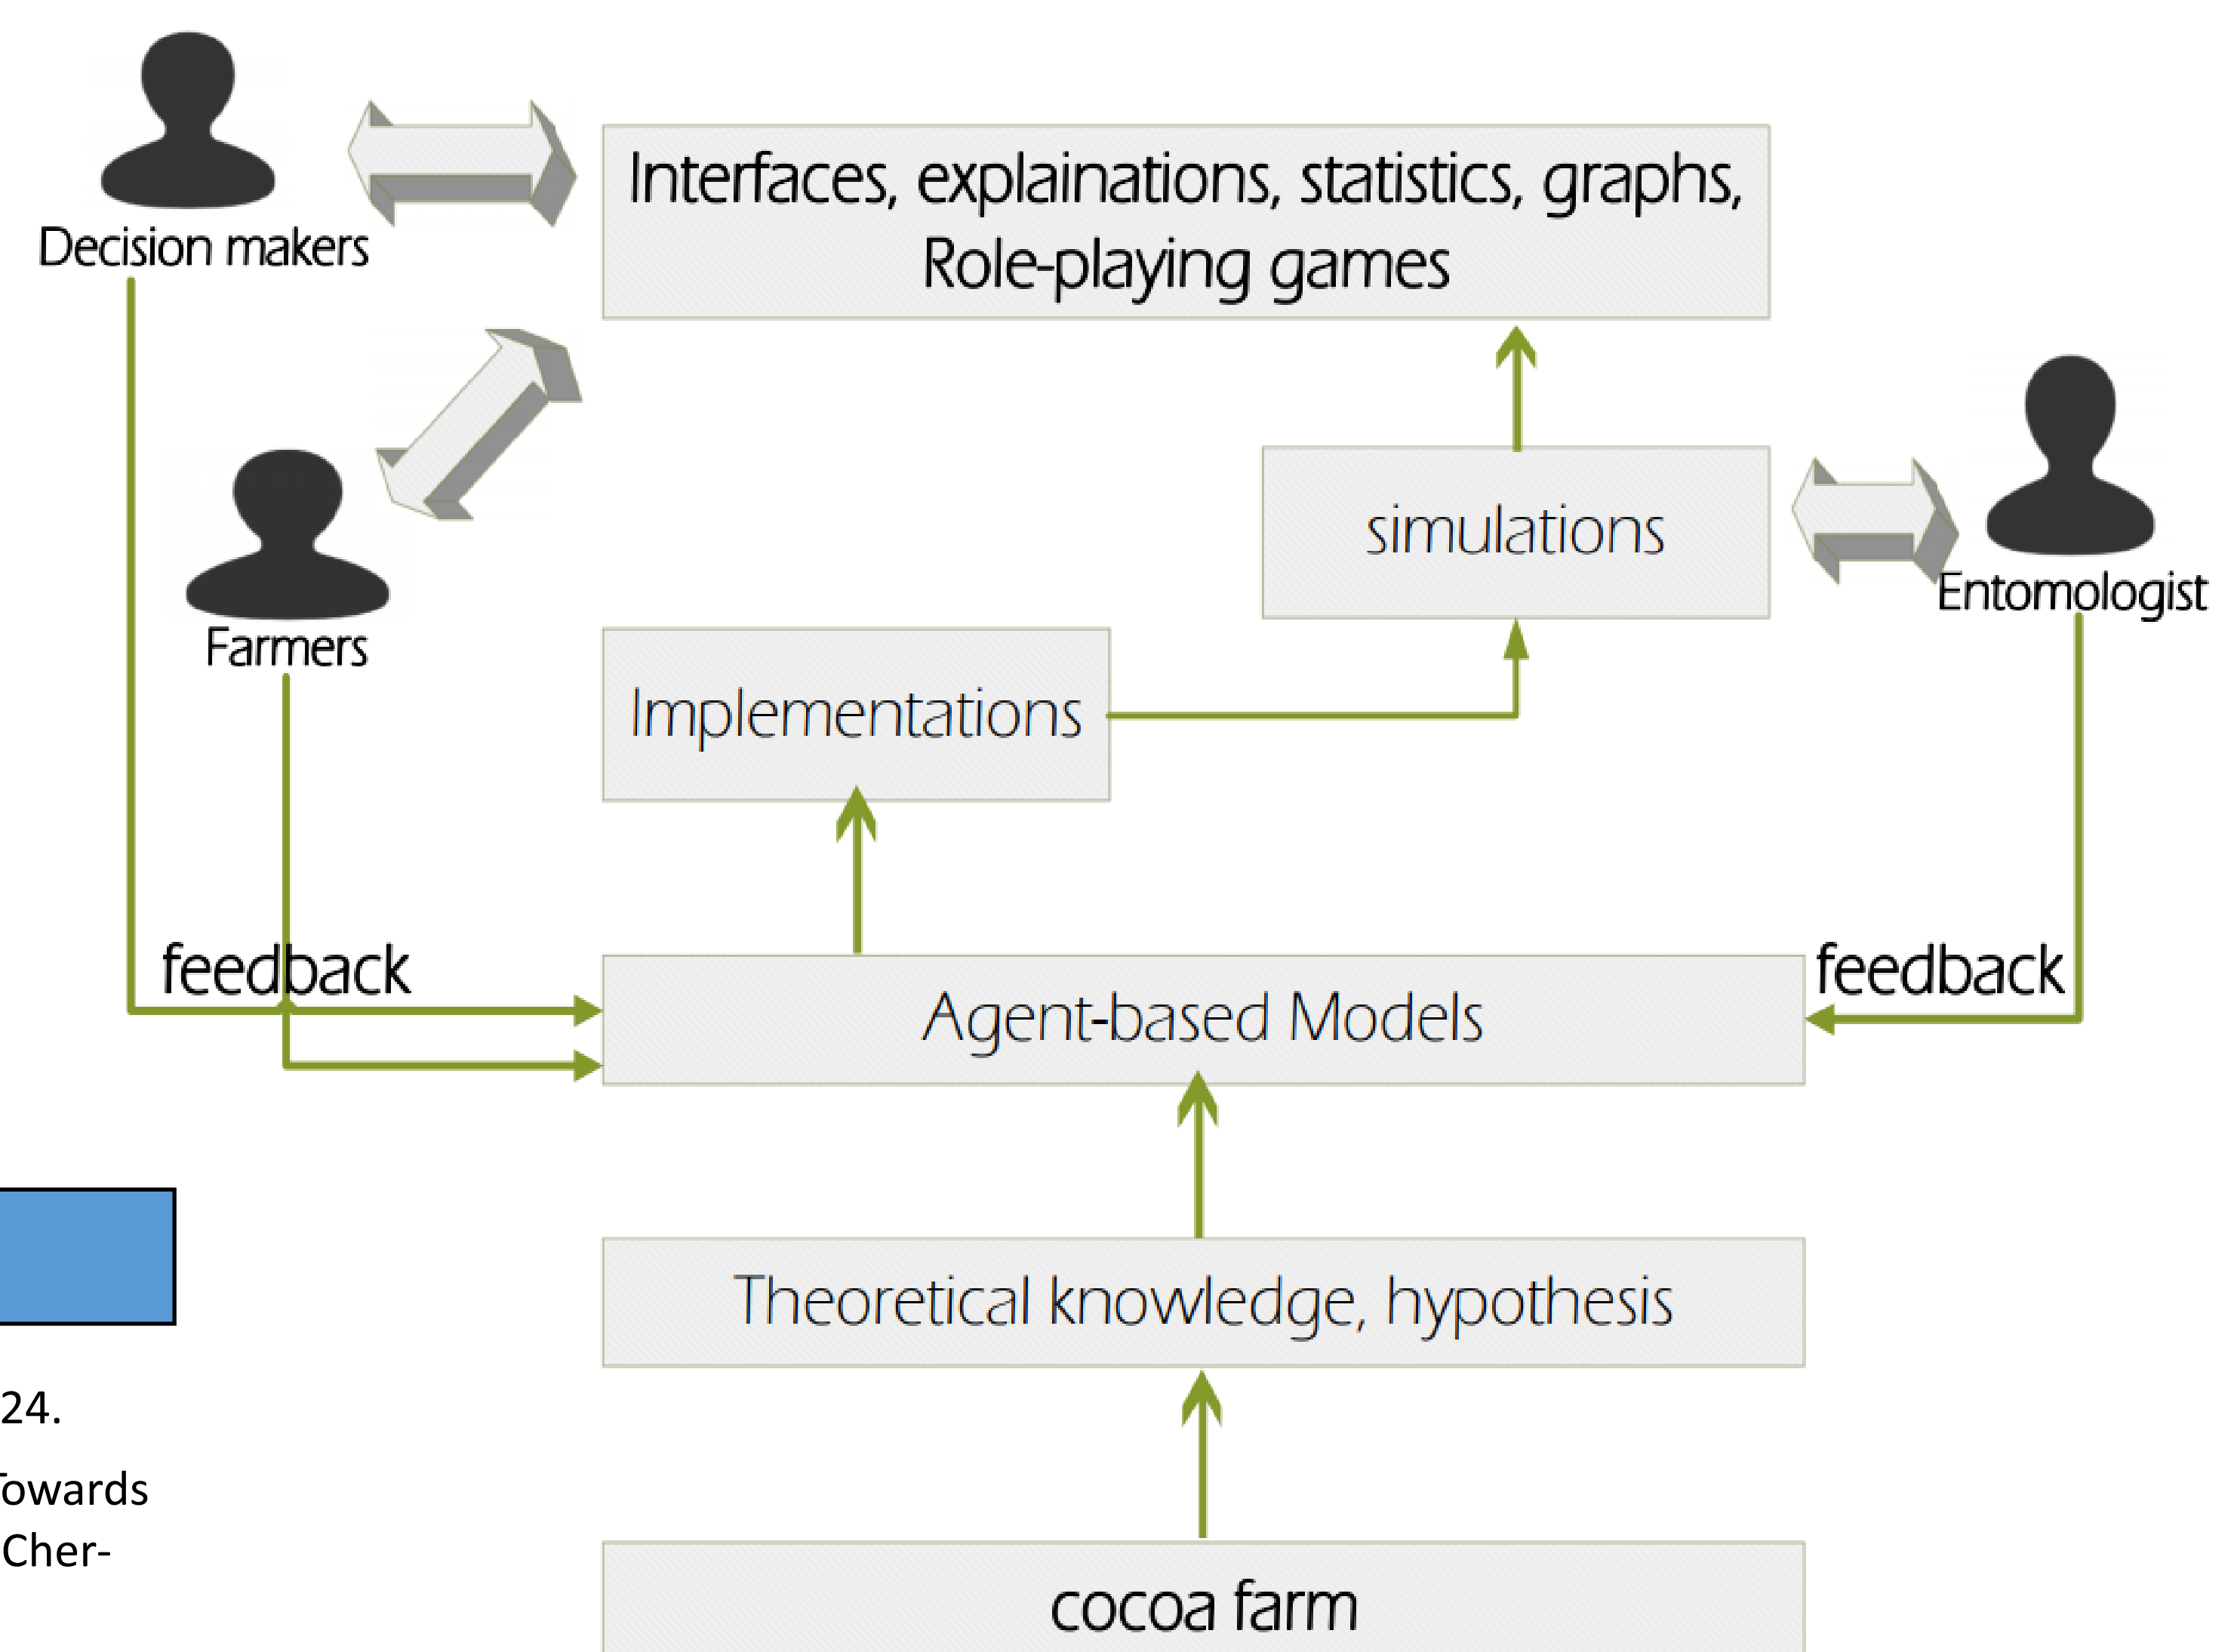 Decision makers
Interfaces, explainations, statistics, graphs,
Role-playing games
Farmers
simulations
Entomologist
Implementations
feedback
feedback
Agent-based Models
Theoretical knowledge, hypothesis
24.
Towards
Cher-
cocoa farm